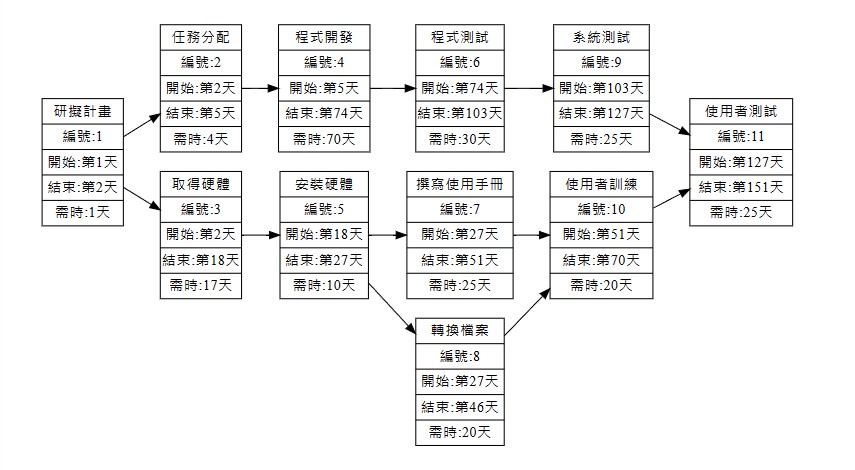 研擬計畫
編號:1
開始:第1天
結束:第2天
需時:1天
任務分配
編號:2
開始:第2天
結束:第5天
需時:4天
取得硬體
編號:3
開始:第2天
結束:第18天
需時:17天
程式開發
編號:4
開始:第5天
結束:第74天
需時:70天
安裝硬體
編號:5
開始:第18天
結束:第27天
需時:10天
程式測試
編號:6
開始:第74天
結束:第103天
需時:30天
撰寫使用手冊
編號:7
開始:第27天
結束:第51天
需時:25天
轉換檔案
編號:8
開始:第27天
結束:第46天
需時:20天
系統測試
編號:9
開始:第103天
結束:第127天
需時:25天
使用者訓練
編號:10
開始:第51天
結束:第70天
需時:20天
使用者測試
編號:11
開始:第127天
結束:第151天
需時:25天